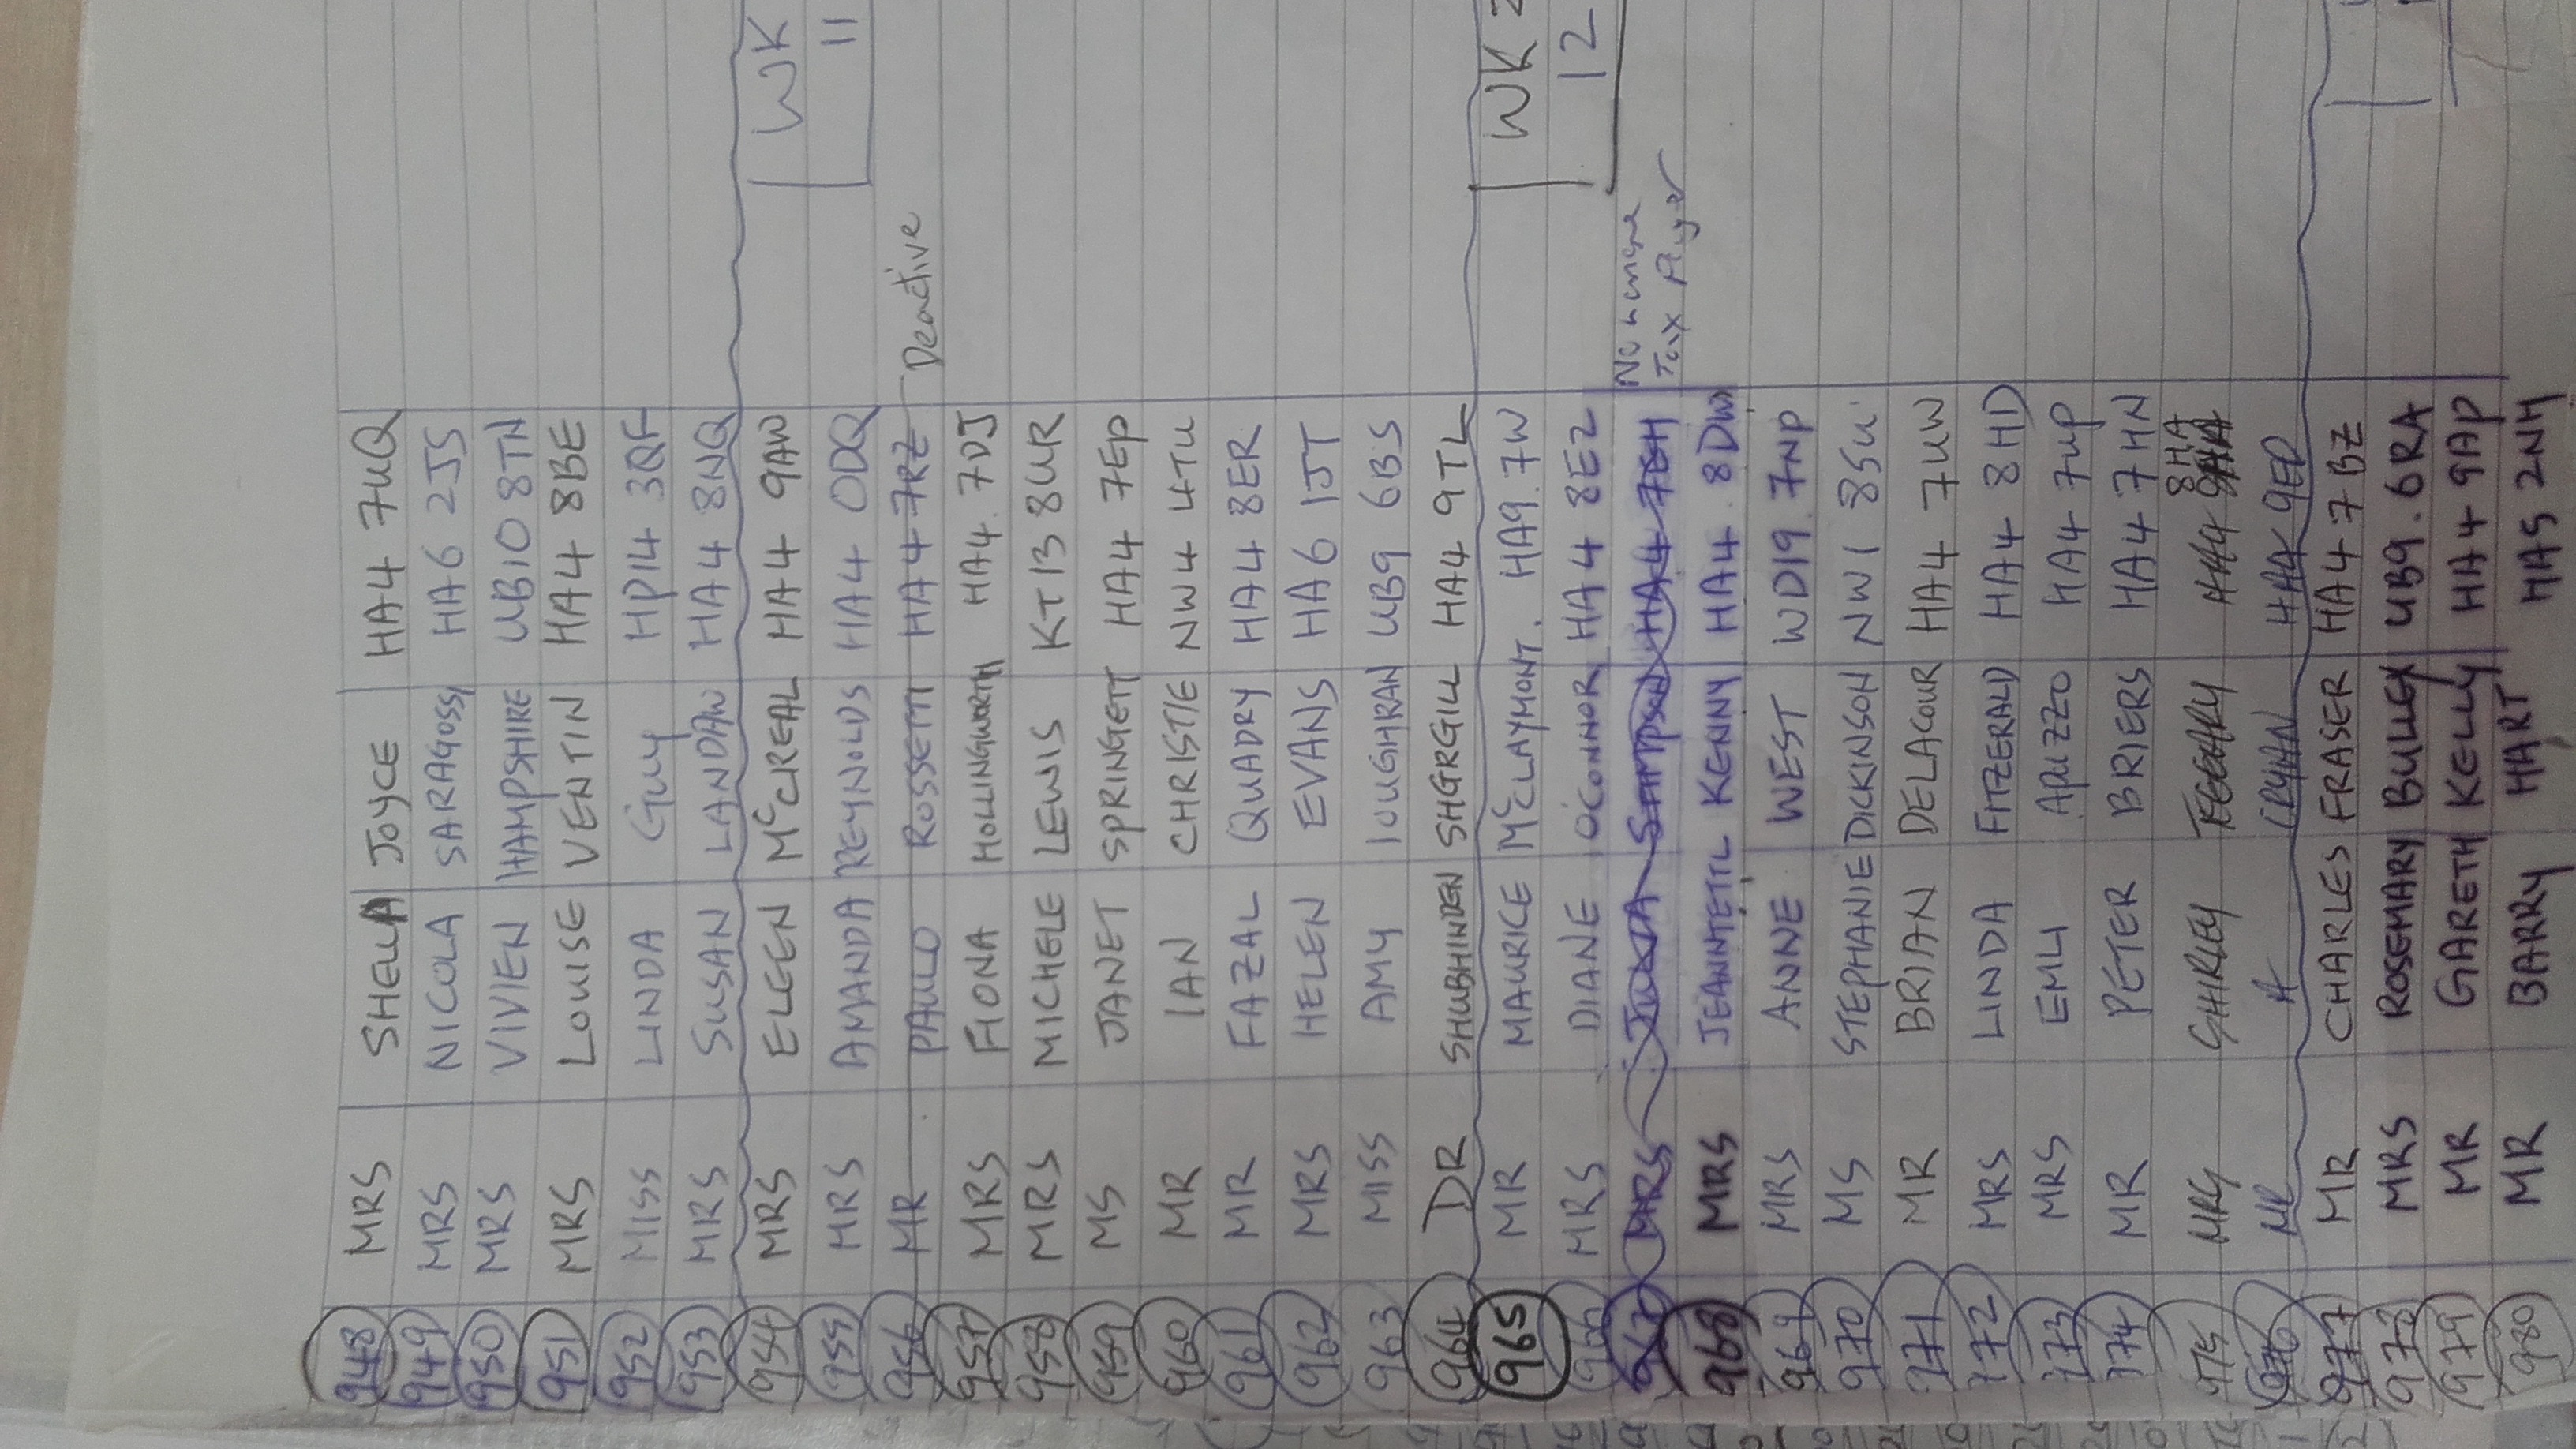 948 MRS SHEILA JOYCE HA4 7UQ
949 MRS NICOLA SARAGOSSI HA6 2JS
950 MRS VIVIEN HAMPSHIRE UB10 8TN
951 MRS LOUISE VENTIN HA4 8BE
952 MISS LINDA Guy HP14 3QF
953 MRS SUSAN LANDAW HA4 8NQ
954 MRS EILEEN McCREAL HA4 9AW WK
955 MRS AMANDA REYNOLDS HA4 0DQ 11
956 MR PAULO ROSSETTI HA4 7RZ Deactive
957 MRS FIONA HOLLINGWORTH HA4 7DJ
958 MRS MICHELE LEWIS KT13 8UR
959 MS JANET SPRINGETT HA4 7EP
960 MR IAN CHRISTIE NW4 4TU
961 MR FAZAL QUADRY HA4 8ER
962 MRS HELEN EVANS HA6 1JT
963 MISS AMY LOUGHRAN UB9 6BS
964 DR SHUBHINDEN SHGRGILL HA4 9TL
965 MR MAURICE McCLAYMONT. HA9. 7W WK
966 MRS DIANE O'CONNOR HA4 8EZ 12
967 MRS JULIA HA4 7EH Tax Payer
968 MRS KENNY HA4 8DW
969 MRS ANNE WEST WD19 7NP
970 MS STEPHANIE DICKINSON NW1 8SU
971 MR BRIAN DELACOUR HA4 7UW
972 MRS LINDA FITZERALD HA4 8HD
973 MRS EMLI APUZZO HA4 7UP
974 MR PETER BRIERS HA4 7HN
8HA
975 MRS SHIRLEY TEGGARY HA4 8HA
976 MR A CRYAN HA4 9ED
977 MR CHARLES FRASER HA4 7BZ
978 MRS ROSEMARY BULLEX UB9. 6RA
979 MR GARETH KELLY HA4 9AP
980 MR BARRY HART HA5 2NH